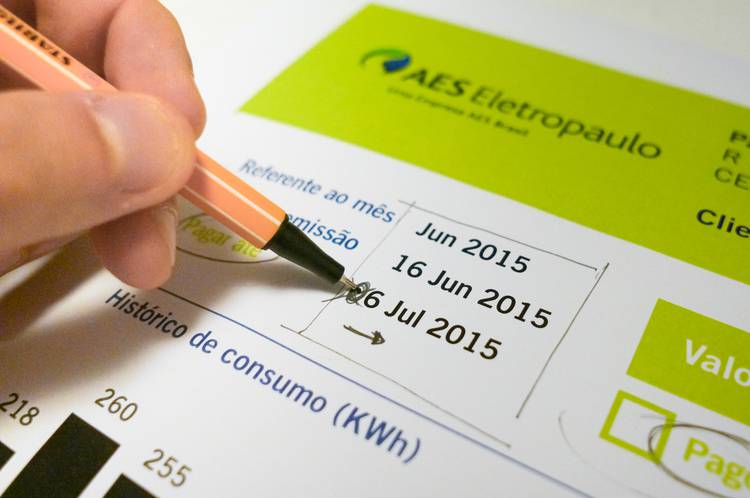 STABILO
AES Eletropaulo
Uma Empresa AES Brasil
R
CE
Clie
Referente ao mês
Jun 2015
emissão
16 Jun 2015
Pagar até
6 Jul 2015
Valo
Histórico de consumo (KWh)
Pag
218
260
255